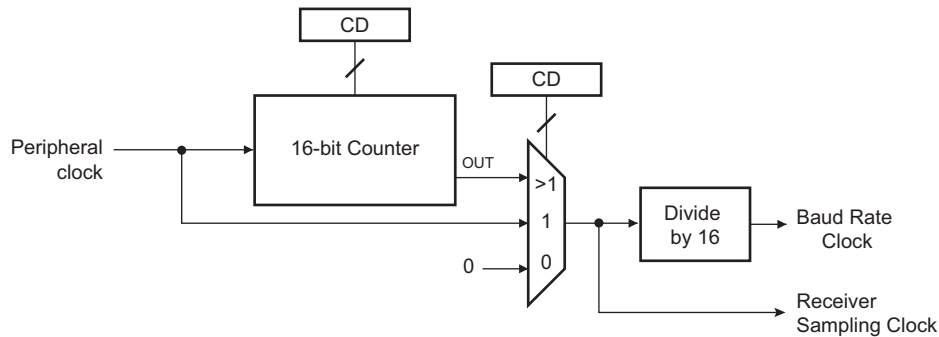 CD
CD
Peripheral
clock
16-bit Counter
OUT
>1
1
0
0
Divide
by 16
Baud Rate
Clock
Receiver
Sampling Clock